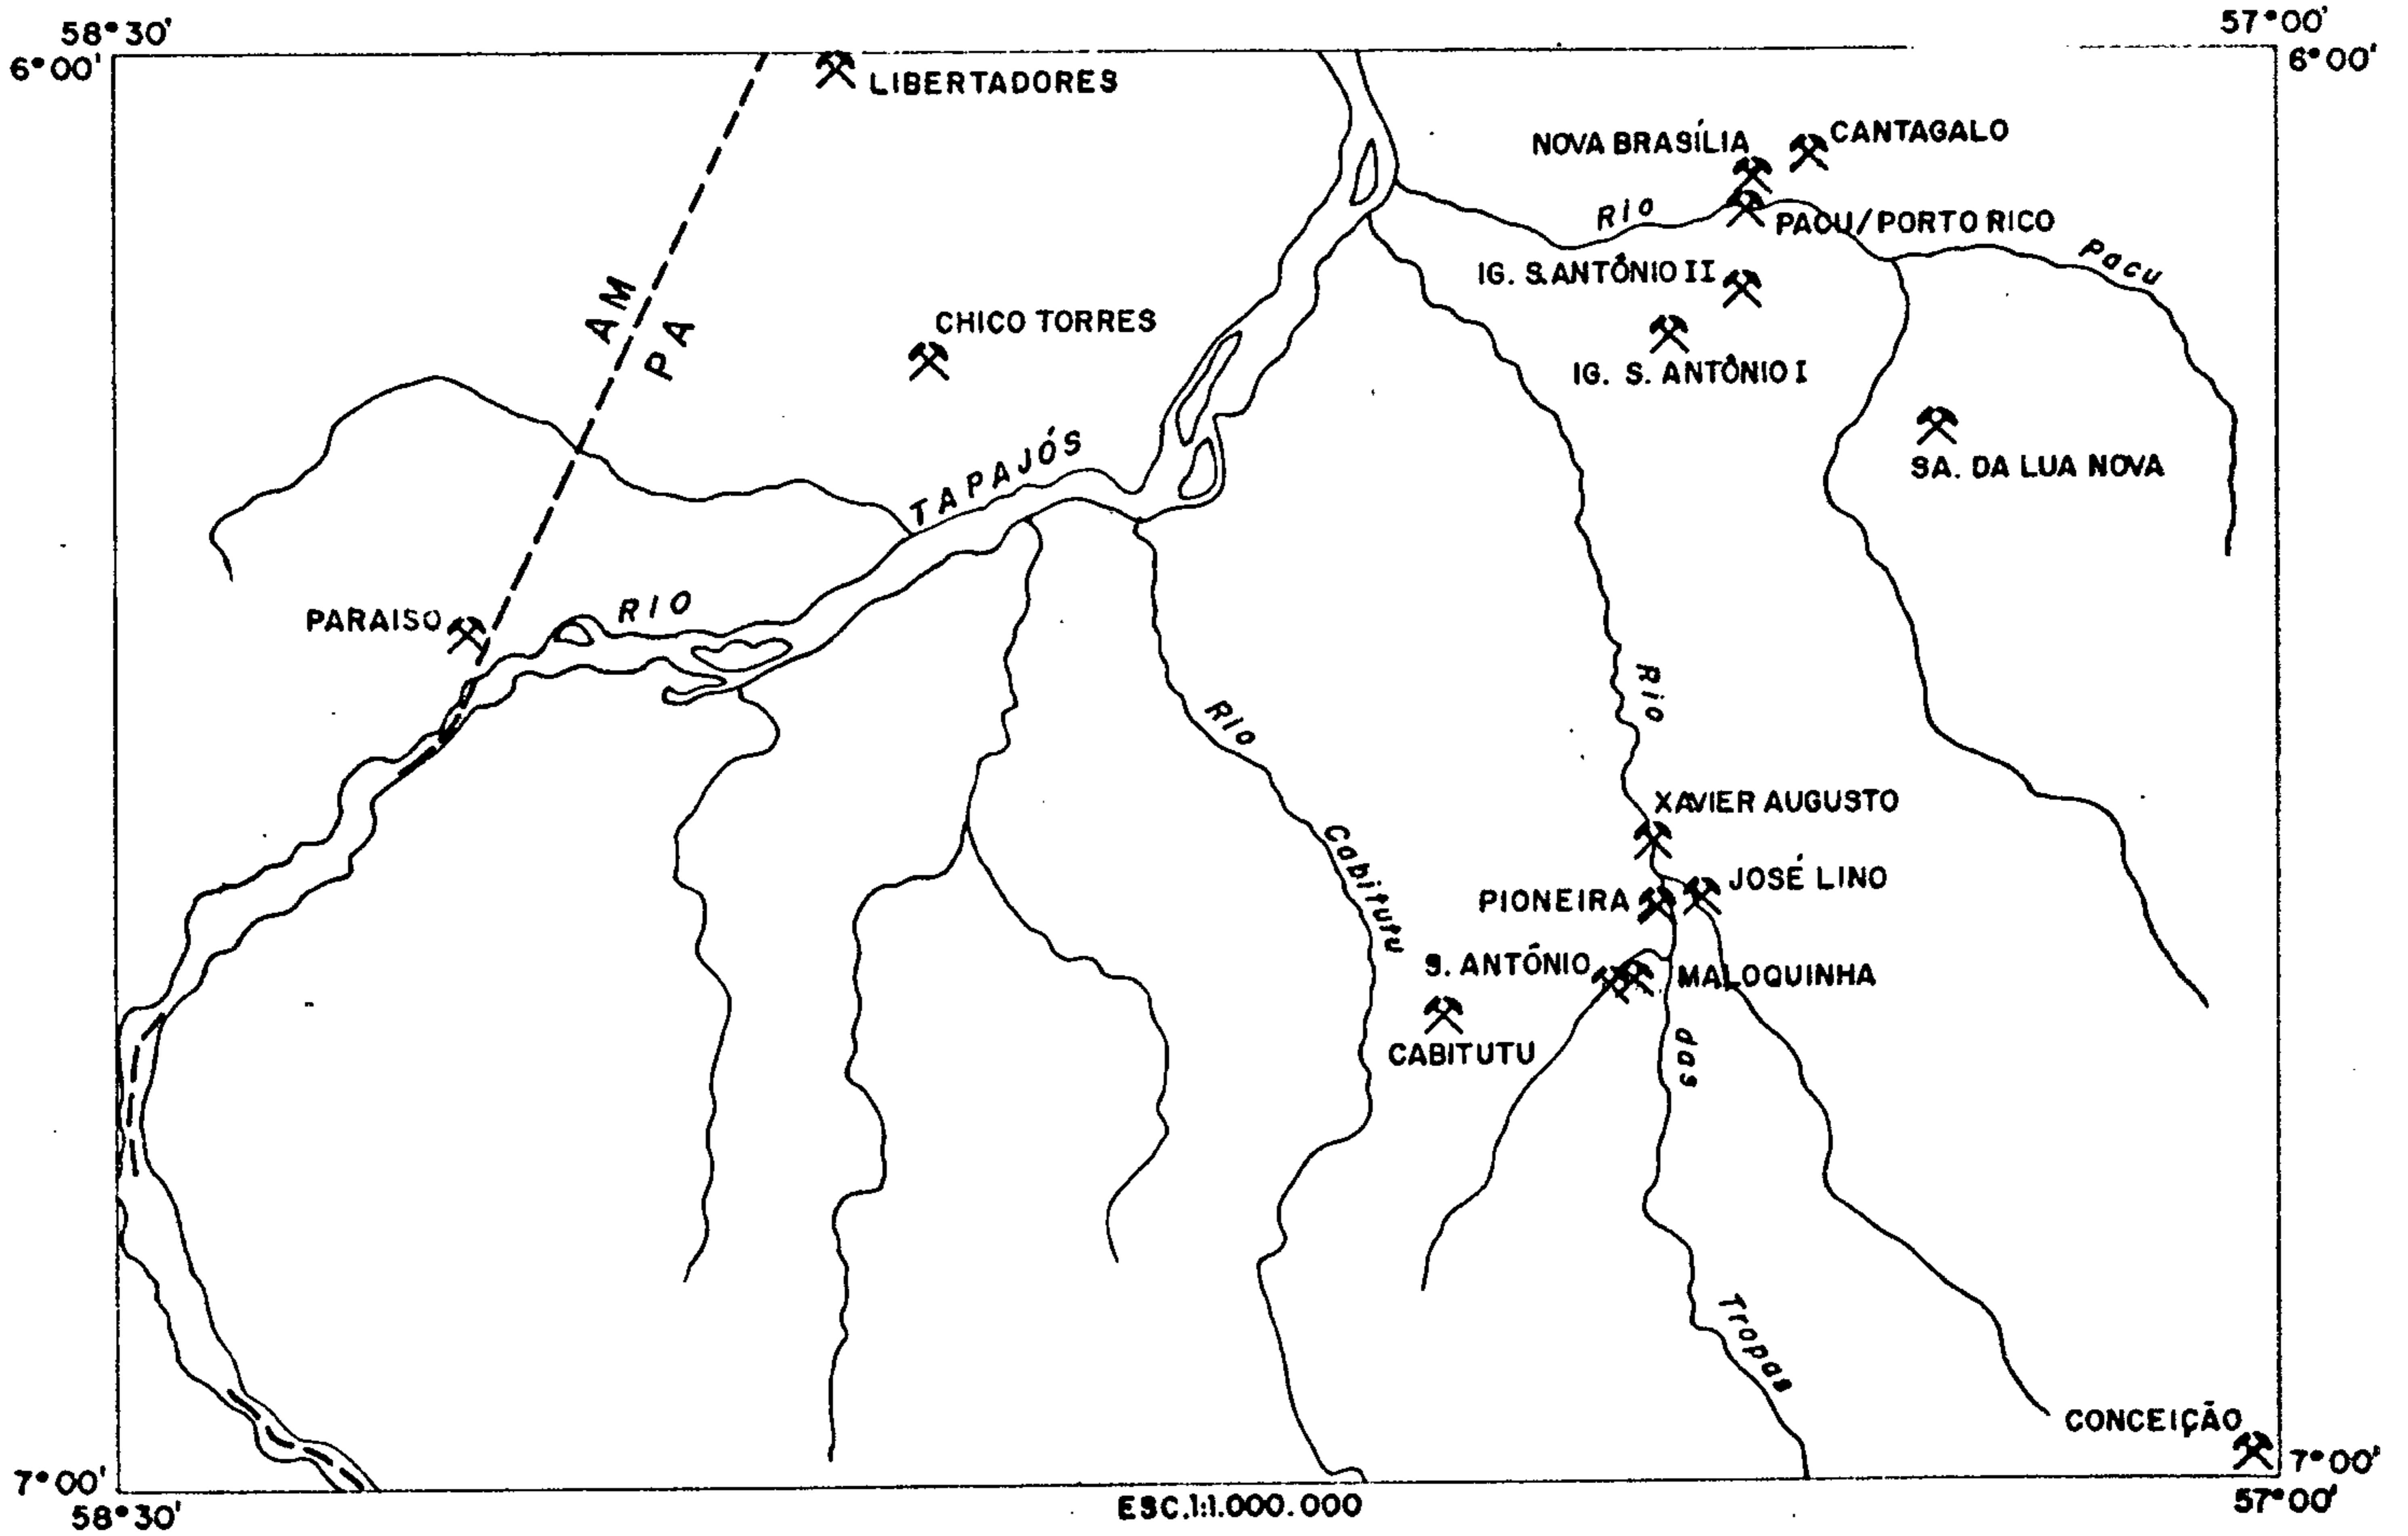 58°30'
57°00'
6°00'
6°00'
LIBERTADORES
NOVA BRASÍLIA
CANTAGALO
Rio
PACU/PORTO RICO
Pacu
IG. S.ANTÔNIO II
AM
PA
CHICO TORRES
IG. S. ANTÔNIO I
TAPAJÓS
SA. DA LUA NOVA
RIO
PARAISO
Rio
Rio
XAVIER AUGUSTO
Cabitutu
JOSÉ LINO
PIONEIRA
S. ANTÓNIO
MALOQUINHA
CABITUTU
das
Tropas
CONCEIÇÃO
7°00'
7°00'
58°30'
ESC.1:1.000.000
57°00'